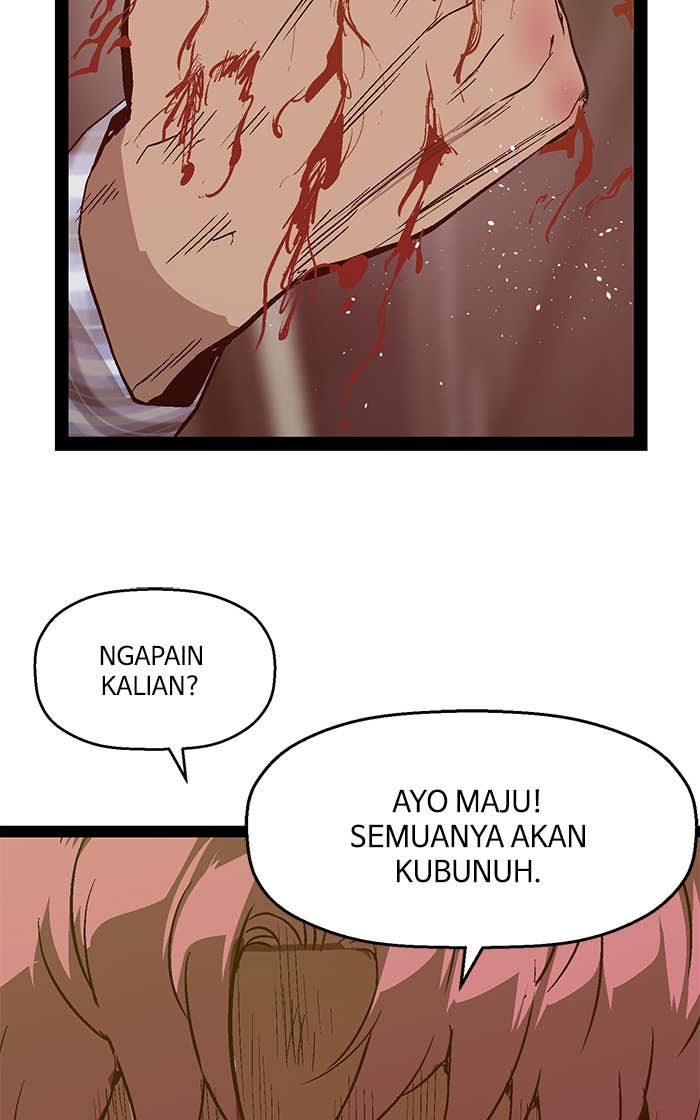 NGAPAIN
KALIAN?
AYO MAJU!
SEMUANYA AKAN
KUBUNUH.